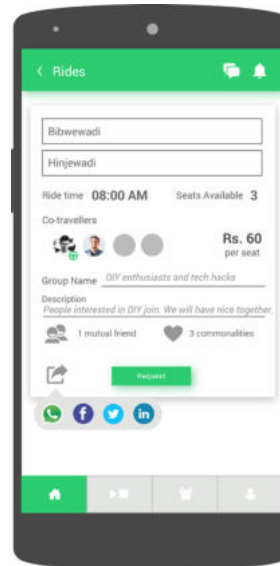 < Rides
Bibwewadi
Hinjewadi
Ride time 08:00 AM Seats Available 3
Co-travellers
Rs. 60
per seat
Group Name DIY enthusiasts and tech hacks
Description
People interested in DIY join. We will have nice together.
1 mutual friend 3 commonalities
Request
f in